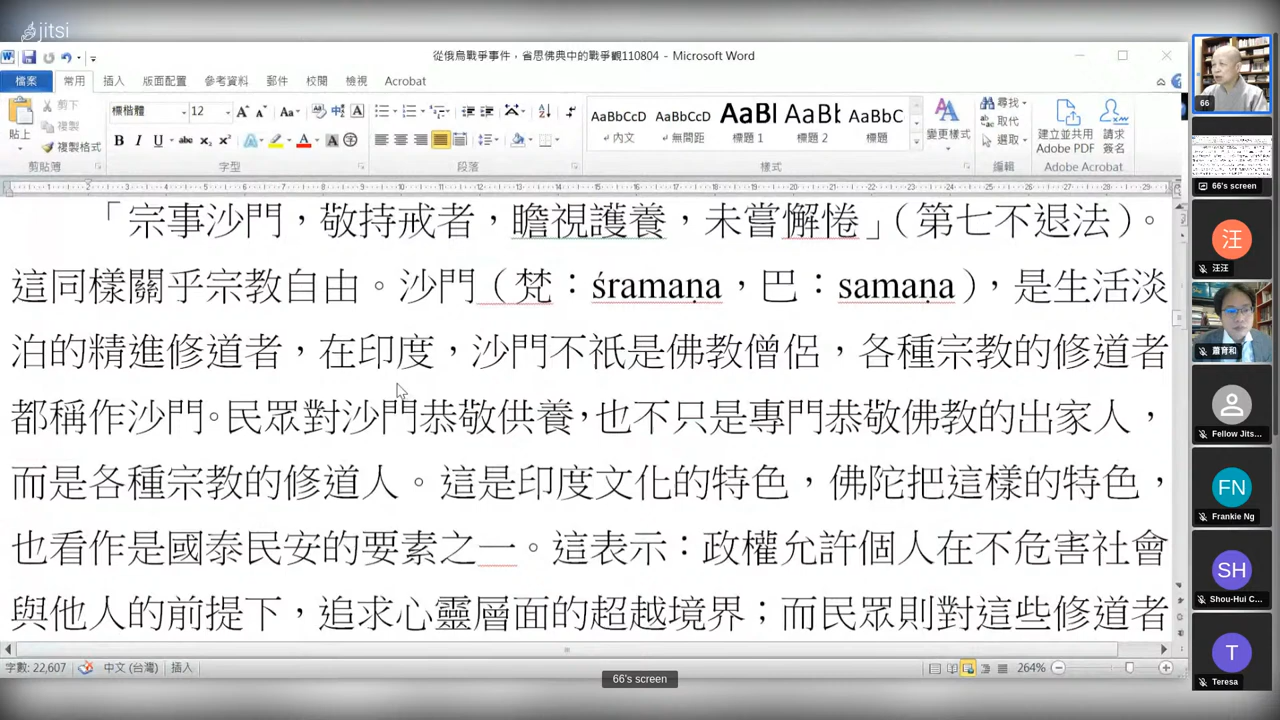 jitsi
從俄烏戰爭事件，省思佛典中的戰爭觀110804 - Microsoft Word
檔案 常用 插入 版面配置 參考資料 郵件 校閱 檢視 Acrobat
貼上 剪下 複製 複製格式
標楷體 12
AaBbCcD AaBbCcD AaBl AaBb AaBbC
內文 無間距 標題 1 標題 2 標題
變更樣式
尋找 取代 選取
建立並共用 Adobe PDF
請求簽名
剪貼簿 字型 段落 樣式 編輯 Adobe Acrobat
「宗事沙門，敬持戒者，瞻視護養，未嘗懈惓」（第七不退法）。
這同樣關乎宗教自由。沙門（梵：śramaṇa，巴：samaṇa），是生活淡
泊的精進修道者，在印度，沙門不祇是佛教僧侶，各種宗教的修道者
都稱作沙門。民眾對沙門恭敬供養，也不只是專門恭敬佛教的出家人，
而是各種宗教的修道人。這是印度文化的特色，佛陀把這樣的特色，
也看作是國泰民安的要素之一。這表示：政權允許個人在不危害社會
與他人的前提下，追求心靈層面的超越境界；而民眾則對這些修道者
字數: 22,607 中文 (台灣) 插入 264%
66's screen
66
66's screen
汪
汪汪
蕭育和
Fellow Jits...
FN
Frankie Ng
SH
Shou-Hui C...
T
Teresa